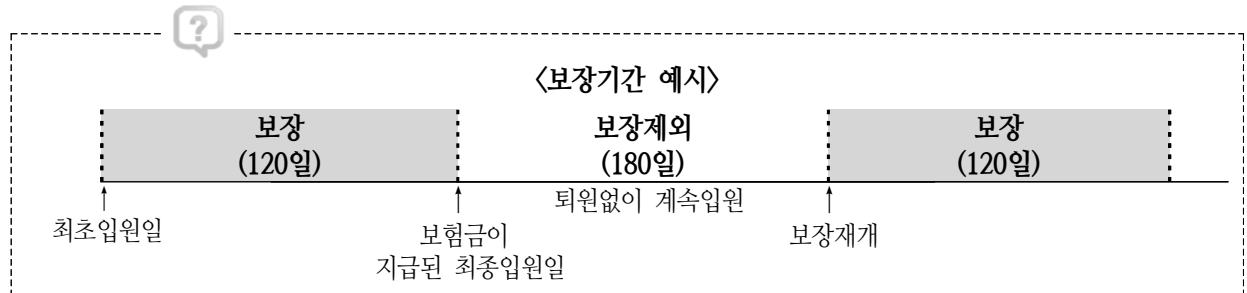 ?
<보장기간 예시>
보장 보장제외 보장
(120일) (180일) (120일)
퇴원없이 계속입원
최초입원일 보험금이 보장재개
지급된 최종입원일